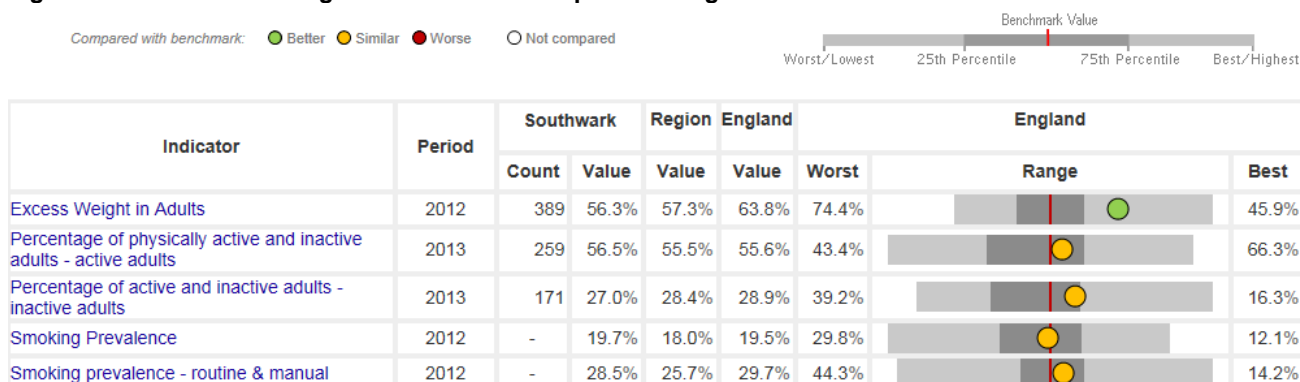 Benchmark Value
Compared with benchmark: Better Similar Worse Not compared
Worst/Lowest 25th Percentile 75th Percentile Best/Highest
Indicator Period Southwark Region England England
Count Value Value Value Worst Range Best
Excess Weight in Adults 2012 389 56.3% 57.3% 63.8% 74.4% 45.9%
Percentage of physically active and inactive
adults - active adults 2013 259 56.5% 55.5% 55.6% 43.4% 66.3%
Percentage of active and inactive adults -
inactive adults 2013 171 27.0% 28.4% 28.9% 39.2% 16.3%
Smoking Prevalence 2012 - 19.7% 18.0% 19.5% 29.8% 12.1%
Smoking prevalence - routine & manual 2012 - 28.5% 25.7% 29.7% 44.3% 14.2%